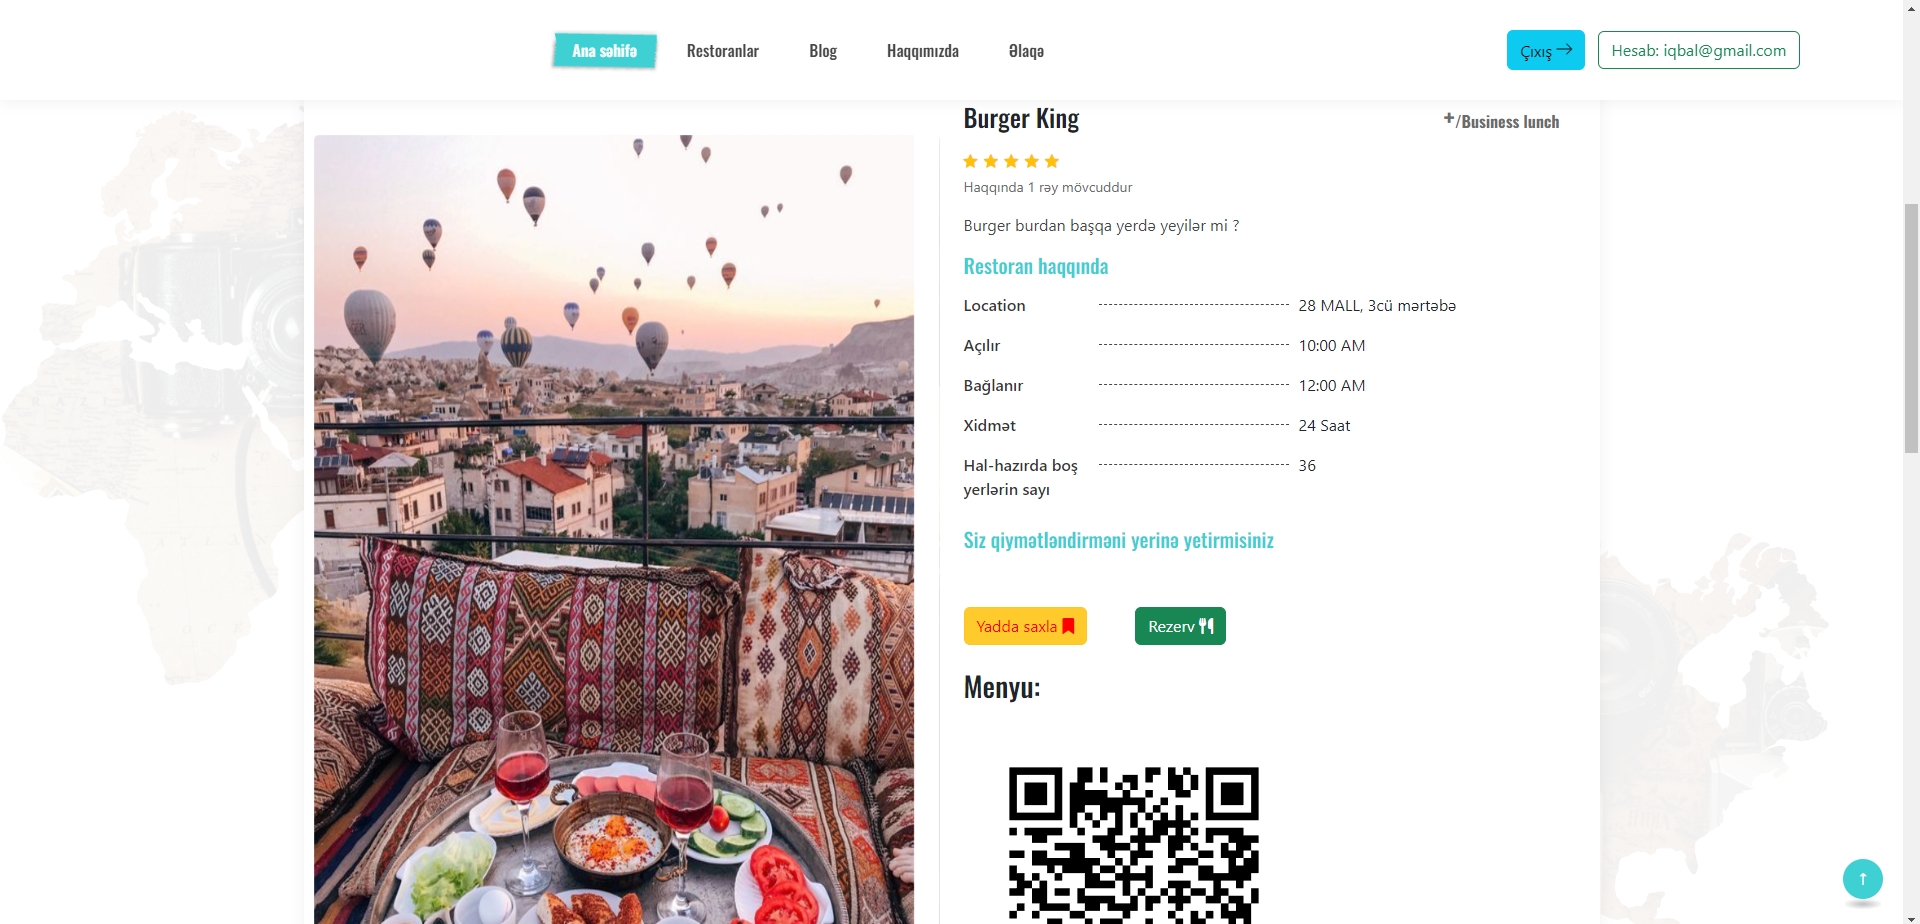 Ana səhifə
Restoranlar
Blog
Haqqımızda
Əlaqə
Çıxış
Hesab: iqbal@gmail.com
Burger King
+/Business lunch
Haqqında 1 rəy mövcuddur
Burger burdan başqa yerdə yeyilər mi ?
Restoran haqqında
Location 28 MALL, 3cü mərtəbə
Açılır 10:00 AM
Bağlanır 12:00 AM
Xidmət 24 Saat
Hal-hazırda boş 36
yerlərin sayı
Siz qiymətləndirməni yerinə yetirmisiniz
Yadda saxla
Rezerv
Menyu: